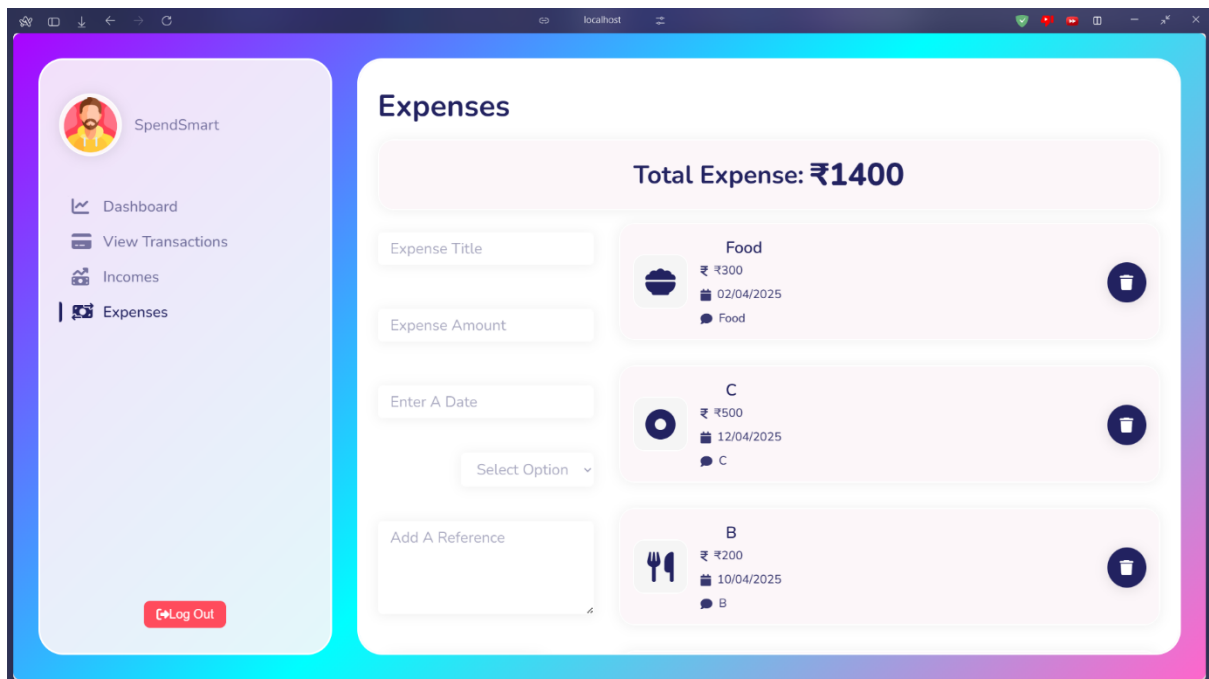 localhost
SpendSmart
Dashboard
View Transactions
Incomes
Expenses
Log Out
Expenses
Total Expense: ₹1400
Expense Title
Expense Amount
Enter A Date
Select Option
Add A Reference
Food
₹ ₹300
02/04/2025
Food
C
₹ ₹500
12/04/2025
C
B
₹ ₹200
10/04/2025
B